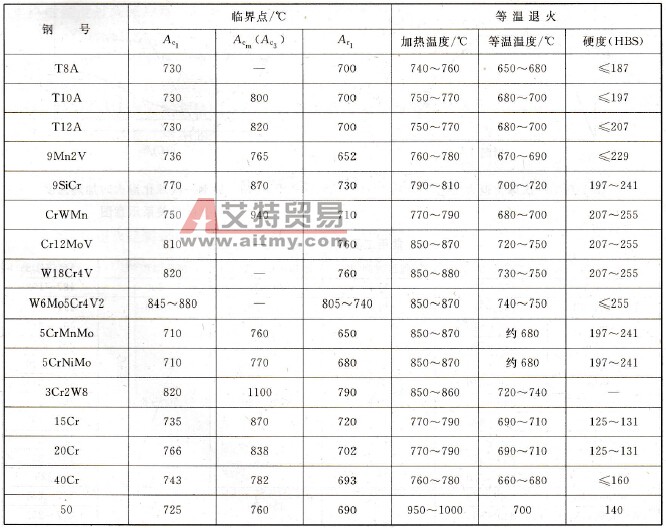 钢 号 临界点/℃ 等温退火
Ac1 Acm(Ac3) Ar1 加热温度/℃ 等温温度/℃ 硬度(HBS)
T8A 730 — 700 740~760 650~680 ≤187
T10A 730 800 700 750~770 680~700 ≤197
T12A 730 820 700 750~770 680~700 ≤207
9Mn2V 736 765 652 760~780 670~690 ≤229
9SiCr 770 870 730 790~810 700~720 197~241
CrWMn 750 940 710 770~790 680~700 207~255
Cr12MoV 810 — 760 850~870 720~750 207~255
W18Cr4V 820 — 760 850~880 730~750 207~255
W6Mo5Cr4V2 845~880 — 805~740 850~870 740~750 ≤255
5CrMnMo 710 760 650 850~870 约680 197~241
5CrNiMo 710 770 680 850~870 约680 197~241
3Cr2W8 820 1100 790 850~860 720~740 —
15Cr 735 870 720 770~790 690~710 125~131
20Cr 766 838 702 770~790 690~710 125~131
40Cr 743 782 693 760~780 660~680 ≤160
50 725 760 690 950~1000 700 140
艾特贸易
www.aitmy.com